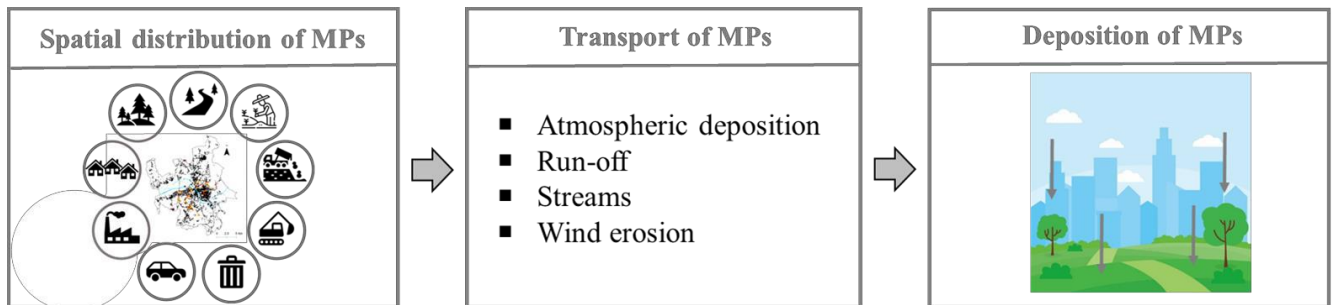 Spatial distribution of MPs
Transport of MPs
Deposition of MPs
Atmospheric deposition
Run-off
Streams
Wind erosion